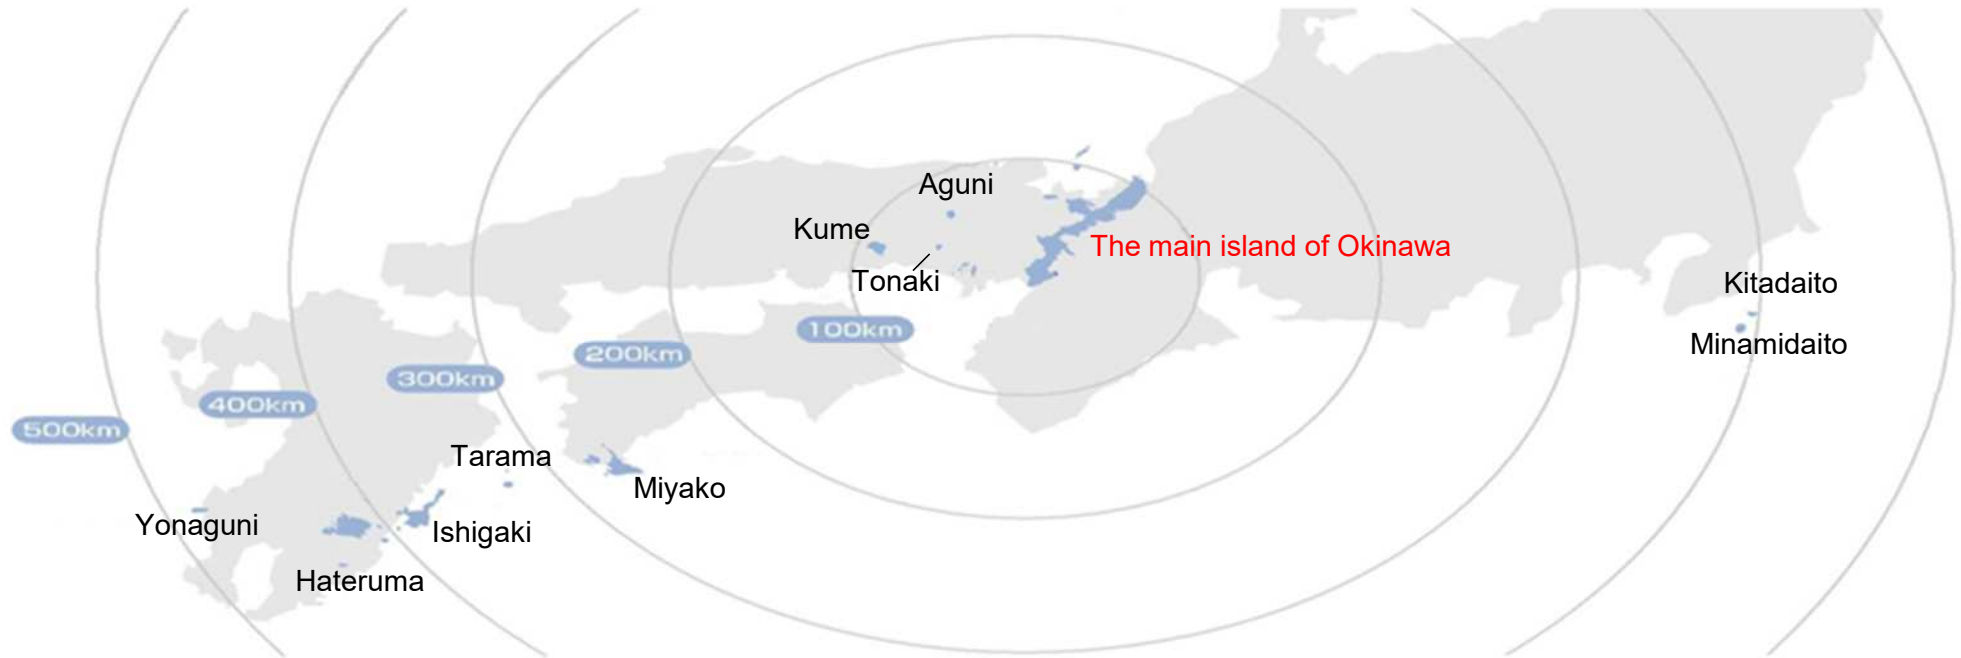 Aguni
Kume
The main island of Okinawa
Tonaki
Kitadaito
100km
Minamidaito
200km
300km
400km
500km
Tarama
Miyako
Yonaguni
Ishigaki
Hateruma